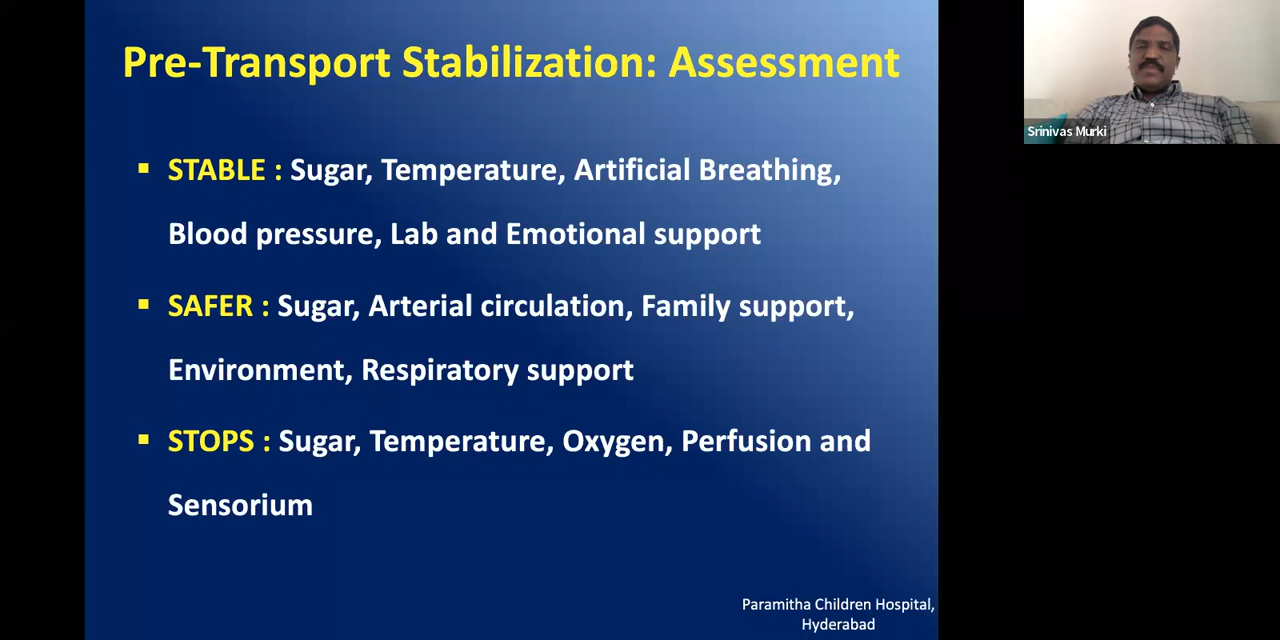 Pre-Transport Stabilization: Assessment
▪ STABLE : Sugar, Temperature, Artificial Breathing,
Blood pressure, Lab and Emotional support
▪ SAFER : Sugar, Arterial circulation, Family support,
Environment, Respiratory support
▪ STOPS : Sugar, Temperature, Oxygen, Perfusion and
Sensorium
Paramitha Children Hospital,
Hyderabad
Srinivas Murki